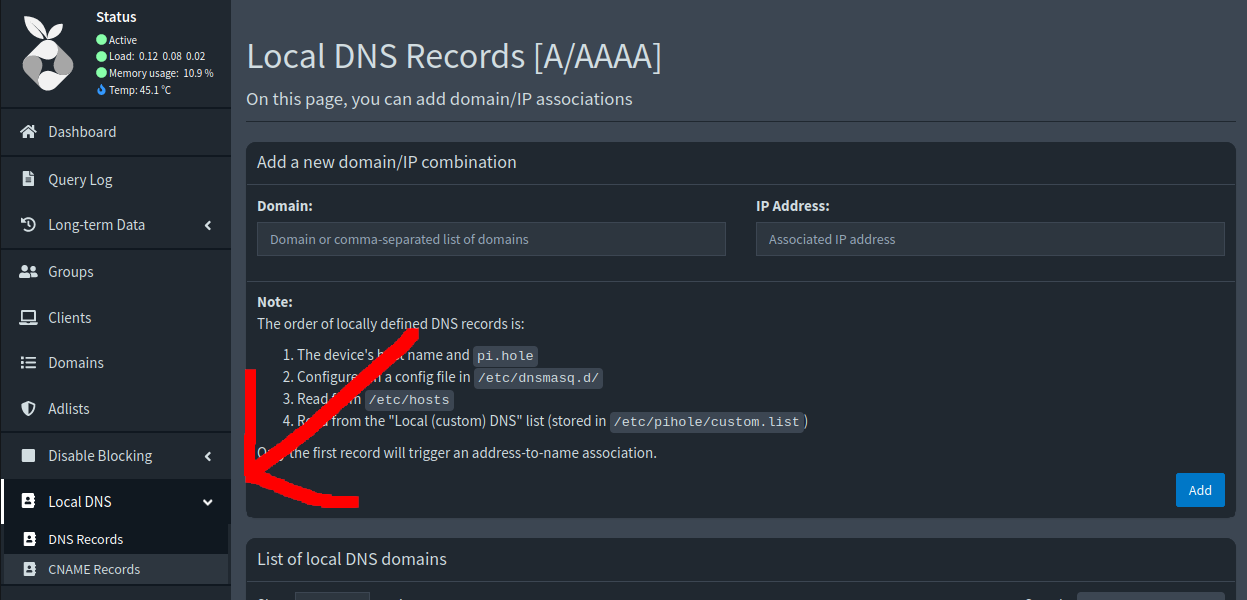 Status
Active
Load: 0.12 0.08 0.02
Memory usage: 10.9 %
Temp: 45.1 °C
Dashboard
Query Log
Long-term Data
Groups
Clients
Domains
Adlists
Disable Blocking
Local DNS
DNS Records
CNAME Records
Local DNS Records [A/AAAA]
On this page, you can add domain/IP associations
Add a new domain/IP combination
Domain:
IP Address:
Domain or comma-separated list of domains
Associated IP address
Note:
The order of locally defined DNS records is:
1. The device's name and pi.hole
2. a config file in /etc/dnsmasq.d/
3. Read /etc/hosts
4. from the "Local (custom) DNS" list (stored in /etc/pihole/custom.list)
the first record will trigger an address-to-name association.
Add
List of local DNS domains